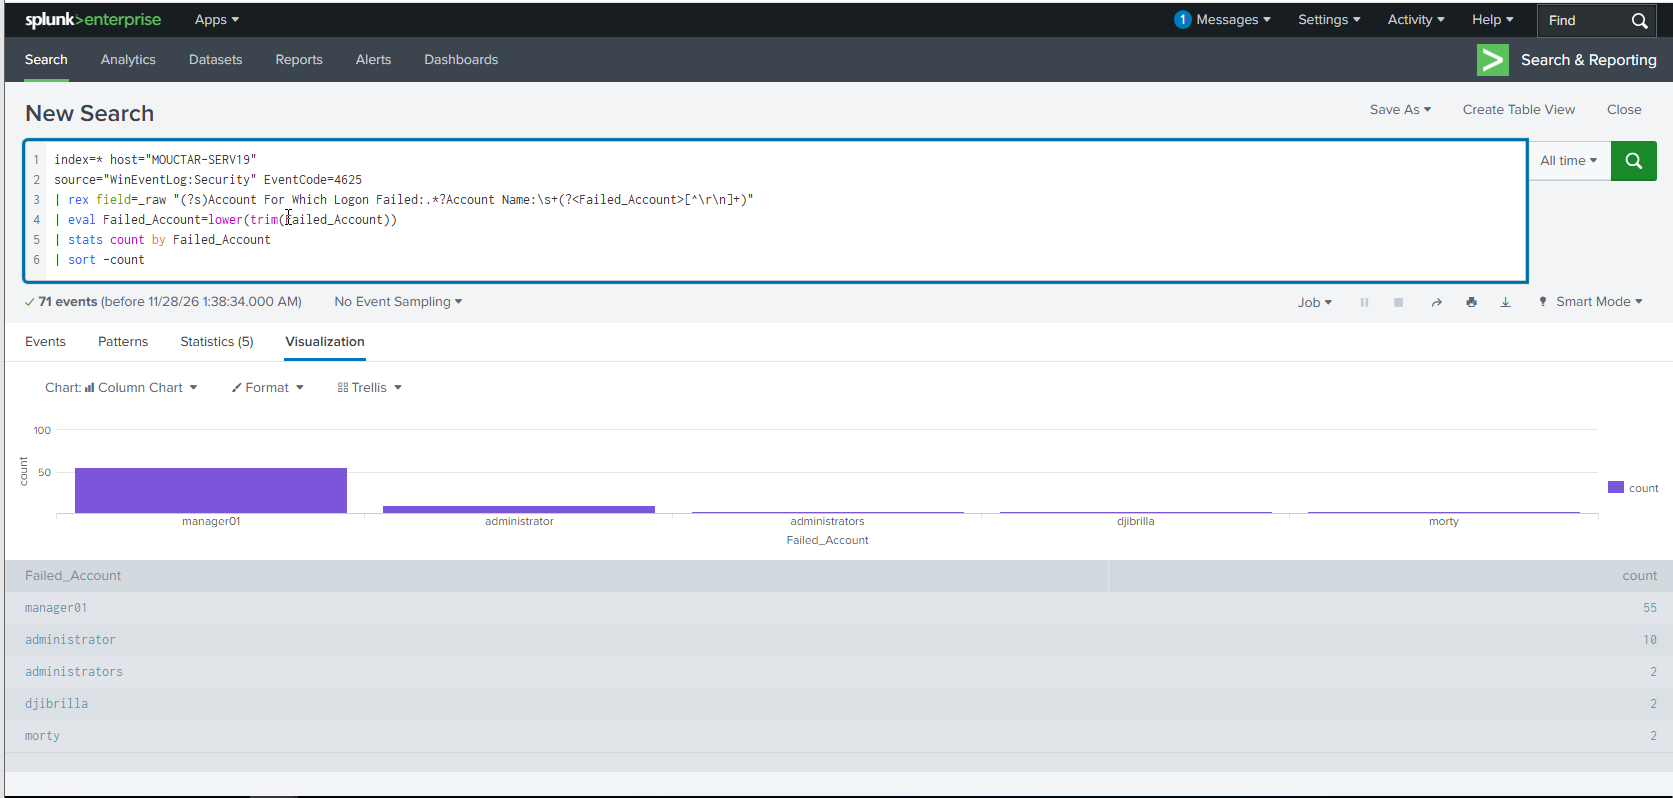 splunk>enterprise Apps 1 Messages Settings Activity Help Find
Search Analytics Datasets Reports Alerts Dashboards Search & Reporting
New Search Save As Create Table View Close
1 index=* host="MOUCTAR-SERV19"
2 source="WinEventLog:Security" EventCode=4625
3 | rex field=_raw "(?s)Account For Which Logon Failed:.*?Account Name:\s+(?<Failed_Account>[^\r\n]+)"
4 | eval Failed_Account=lower(trim(Failed_Account))
5 | stats count by Failed_Account
6 | sort -count
All time
71 events (before 11/28/26 1:38:34.000 AM) No Event Sampling Job Smart Mode
Events Patterns Statistics (5) Visualization
Chart: Column Chart Format Trellis
100
50
count
manager01 administrator administrators djibrilla morty
Failed_Account
count
Failed_Account count
manager01 55
administrator 10
administrators 2
djibrilla 2
morty 2